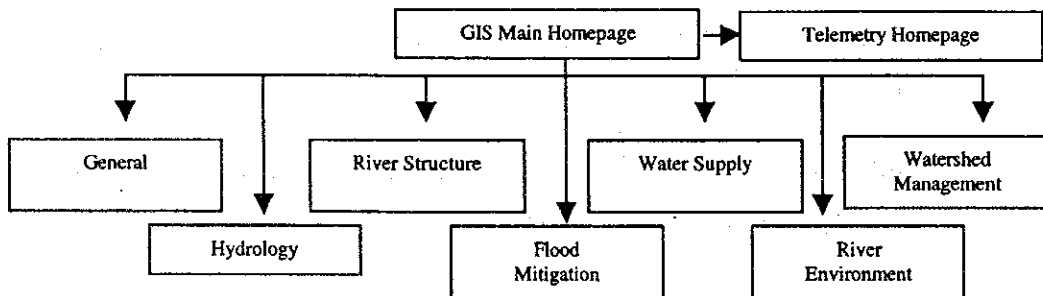 GIS Main Homepage
Telemetry Homepage
General
River Structure
Water Supply
Watershed
Management
Hydrology
Flood
Mitigation
River
Environment